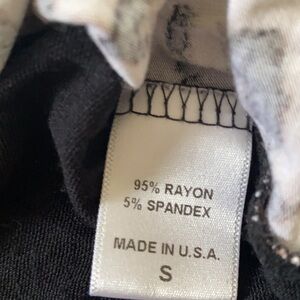 95% RAYON
5% SPANDEX
MADE IN U.S.A.
S